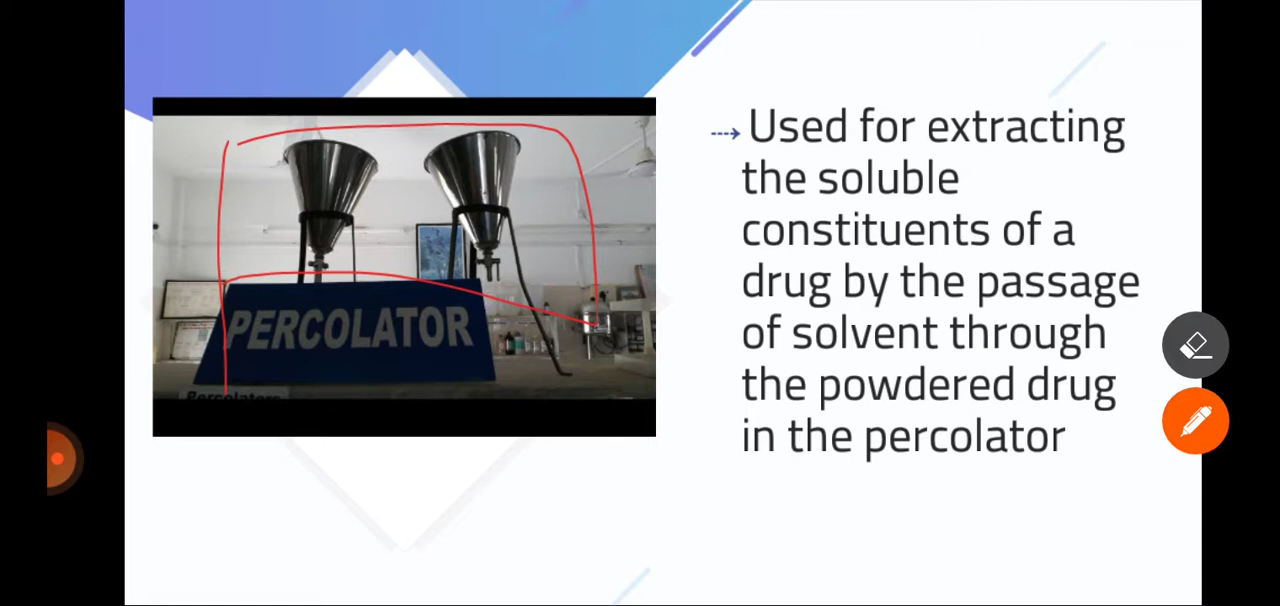 PERCOLATOR
Percolators
Used for extracting
the soluble
constituents of a
drug by the passage
of solvent through
the powdered drug
in the percolator